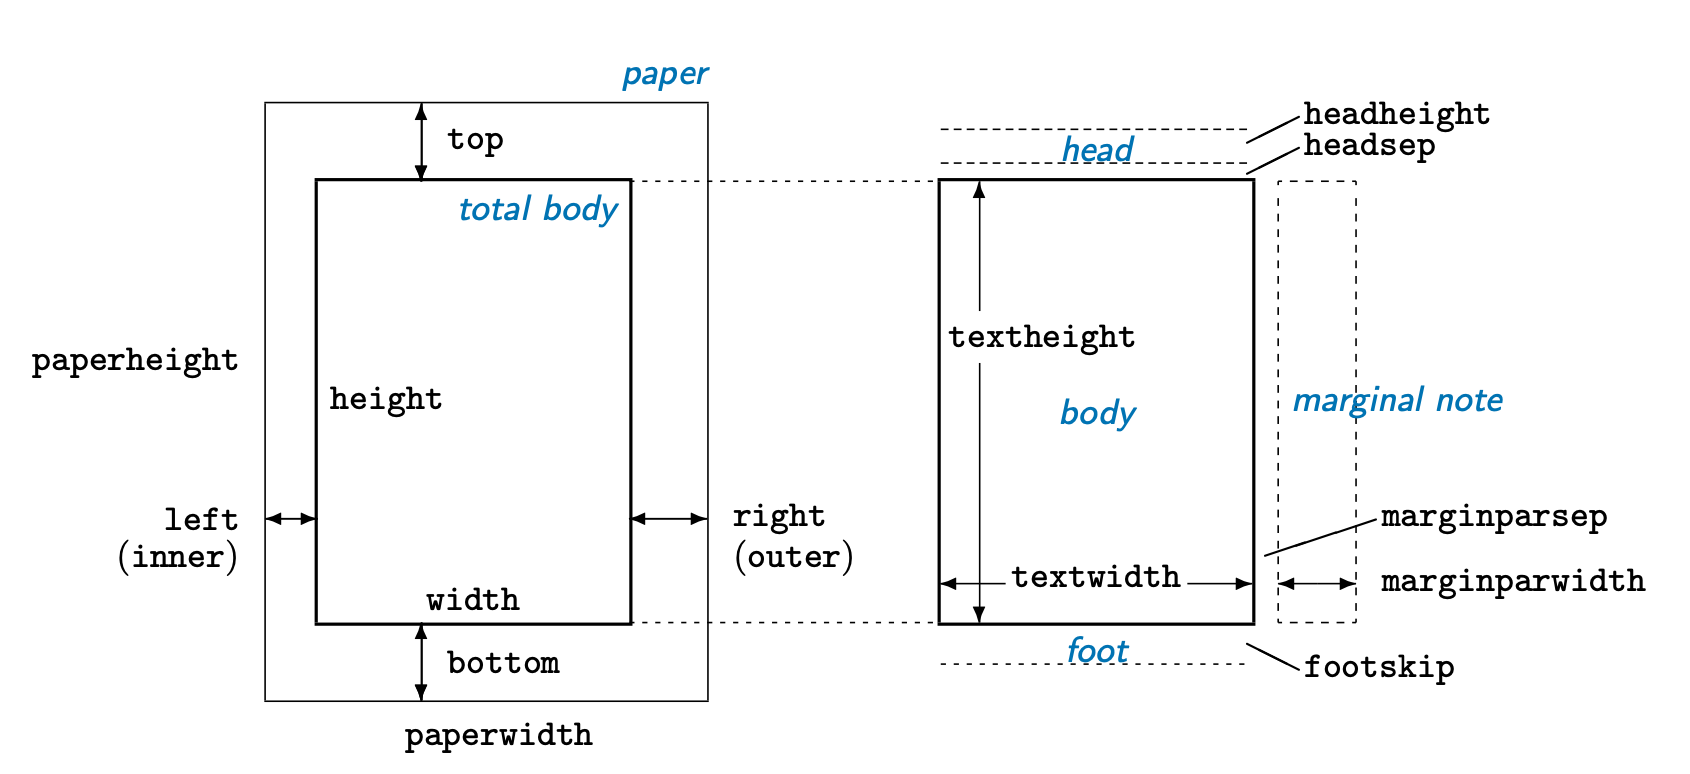 paper
top
total body
paperheight
height
left
(inner)
right
(outer)
width
bottom
paperwidth
headheight
head
headsep
textheight
body
marginal note
marginparsep
textwidth
marginparwidth
foot
footskip